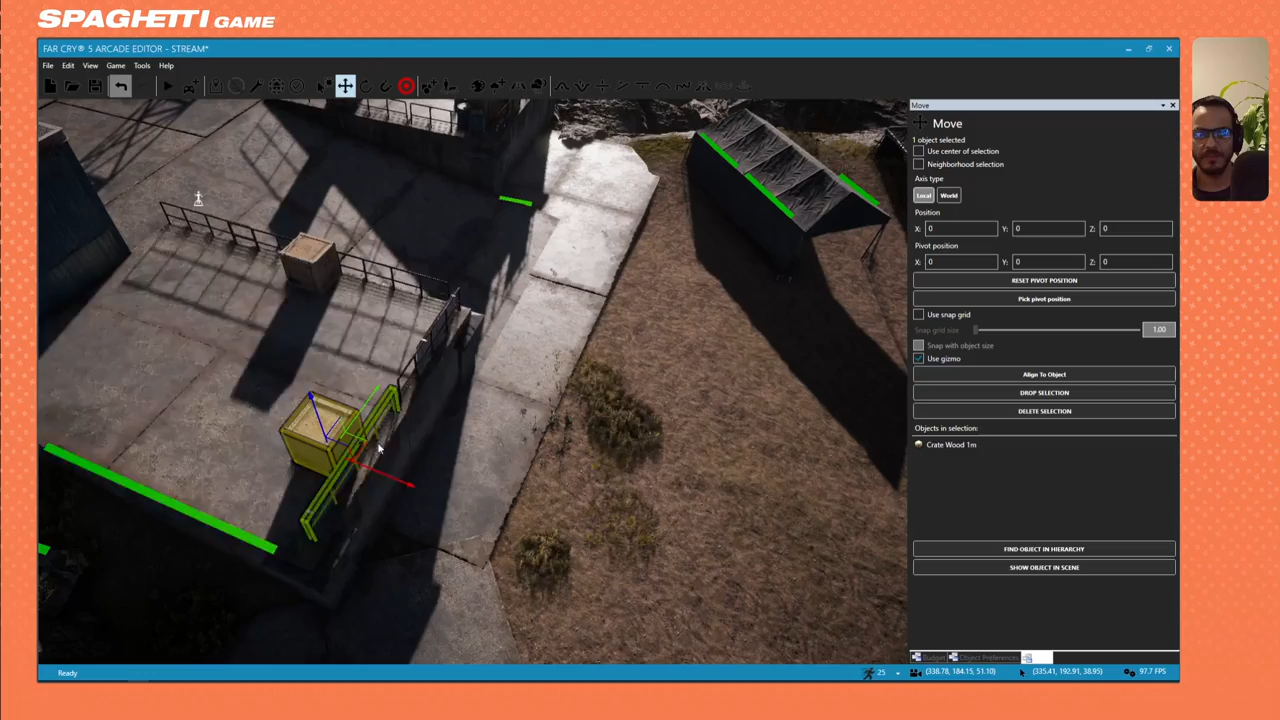 SPAGHETTI GAME
FAR CRY® 5 ARCADE EDITOR - STREAM*
File Edit View Game Tools Help
Move
Move
1 object selected
Use center of selection
Neighborhood selection
Axis type
Local World
Position
X: 0 Y: 0 Z: 0
Pivot position
X: 0 Y: 0 Z: 0
RESET PIVOT POSITION
Pick pivot position
Use snap grid
Snap grid size 1.00
Snap with object size
Use gizmo
Align To Object
DROP SELECTION
DELETE SELECTION
Objects in selection:
Crate Wood 1m
FIND OBJECT IN HIERARCHY
SHOW OBJECT IN SCENE
Budget Object Preferences
Ready 25 (338.78, 184.15, 51.10) (335.41, 192.91, 38.95) 97.7 FPS